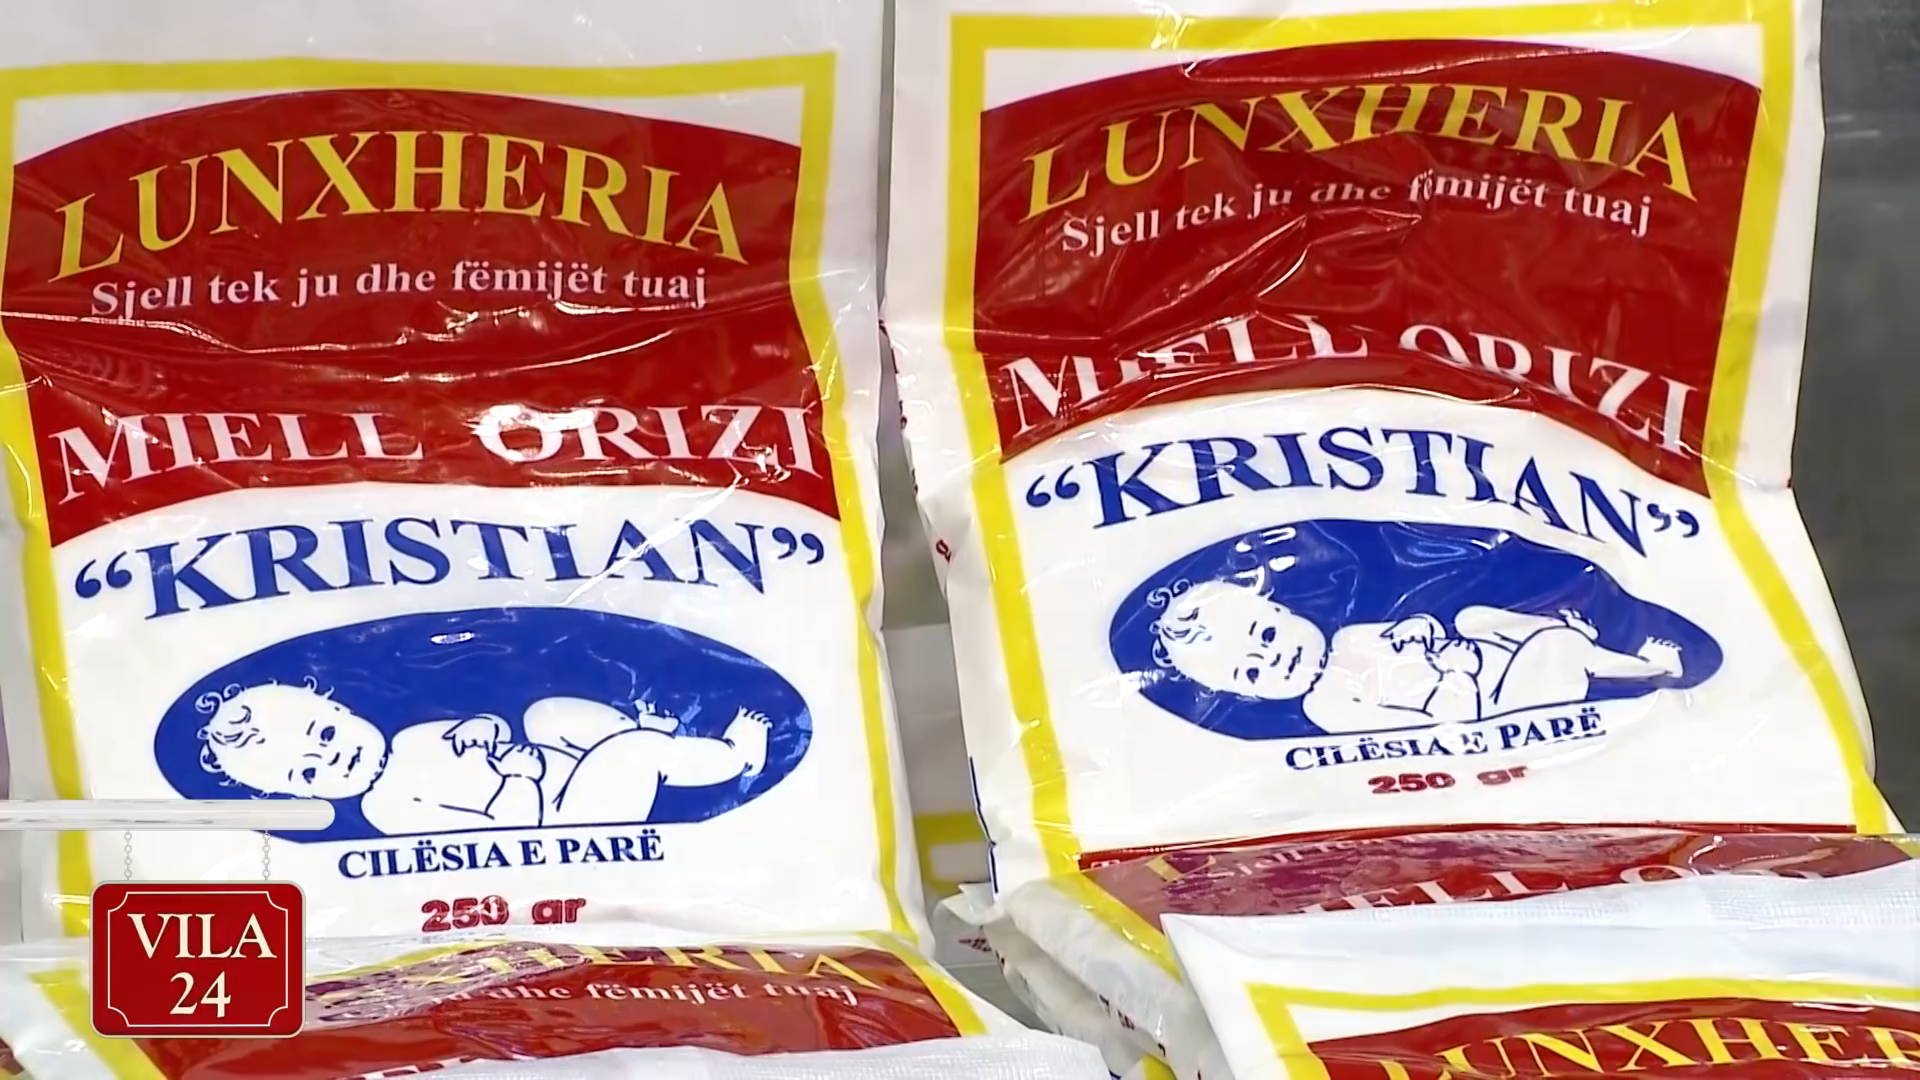 LUNXHERIA
Sjell tek ju dhe fëmijët tuaj
MIELL ORIZI
“KRISTIAN”
CILËSIA E PARË
250 gr
LUNXHERIA
Sjell tek ju dhe fëmijët tuaj
MIELL ORIZI
“KRISTIAN”
CILËSIA E PARË
250 gr
dhe fëmijët tuaj
LUNXHER
VILA
24